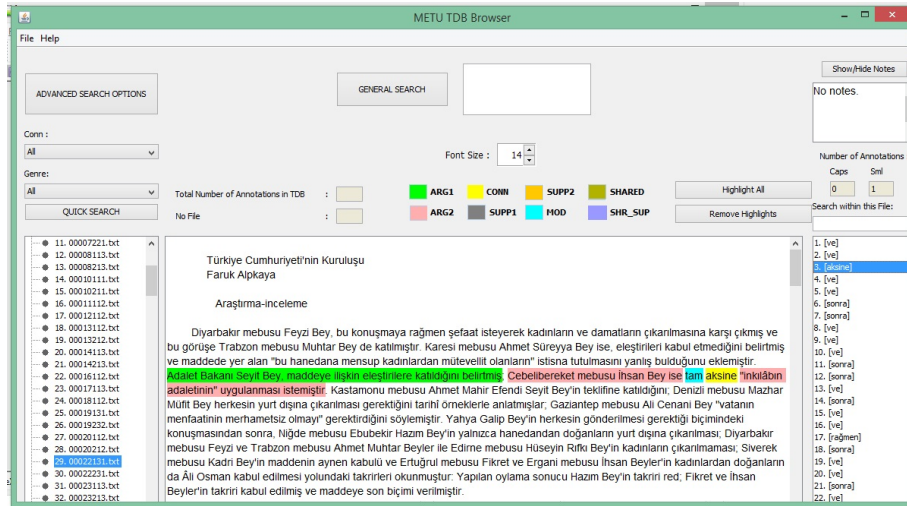 METU TDB Browser
File Help
ADVANCED SEARCH OPTIONS
GENERAL SEARCH
Show/Hide Notes
No notes.
Conn :
All
Font Size : 14
Number of Annotations
Caps Sml
0 1
Genre:
All
QUICK SEARCH
Total Number of Annotations in TDB :
No File :
ARG1 CONN SUPP2 SHARED
ARG2 SUPP1 MOD SHR_SUP
Highlight All
Remove Highlights
Search within this File:
11. 00007221.txt
12. 00008113.txt
13. 00008213.txt
14. 00010111.txt
15. 00010211.txt
16. 00011112.txt
17. 00012112.txt
18. 00013112.txt
19. 00013212.txt
20. 00014113.txt
21. 00014213.txt
22. 00016112.txt
23. 00017113.txt
24. 00018112.txt
25. 00019131.txt
26. 00019232.txt
27. 00020112.txt
28. 00020212.txt
29. 00022131.txt
30. 00022231.txt
31. 00023113.txt
32. 00023213.txt
Türkiye Cumhuriyeti'nin Kuruluşu
Faruk Alpkaya
Araştırma-inceleme
Diyarbakır mebusu Feyzi Bey, bu konuşmaya rağmen şefaat isteyerek kadınların ve damatların çıkarılmasına karşı çıkmış ve
bu görüşe Trabzon mebusu Muhtar Bey de katılmıştır. Karesi mebusu Ahmet Süreyya Bey ise, eleştirileri kabul etmediğini belirtmiş
ve maddede yer alan "bu hanedana mensup kadınlardan mütevellit olanların" istisna tutulmasını yanlış bulduğunu eklemiştir.
Adalet Bakanı Seyit Bey, maddeye ilişkin eleştirilere katıldığını belirtmiş; Cebelibereket mebusu İhsan Bey ise tam aksine "inkılâbın
adaletinin" uygulanması istemiştir. Kastamonu mebusu Ahmet Mahir Efendi Seyit Bey'in teklifine katıldığını; Denizli mebusu Mazhar
Müfit Bey herkesin yurt dışına çıkarılması gerektiğini tarihî örneklerle anlatmışlar; Gaziantep mebusu Ali Cenani Bey "vatanın
menfaatinin merhametsiz olmayı" gerektirdiğini söylemiştir. Yahya Galip Bey'in herkesin gönderilmesi gerektiği biçimindeki
konuşmasından sonra, Niğde mebusu Ebubekir Hazım Bey'in yalnızca hanedandan doğanların yurt dışına çıkarılması; Diyarbakır
mebusu Feyzi ve Trabzon mebusu Ahmet Muhtar Beyler ile Edirne mebusu Hüseyin Rıfkı Bey'in kadınların çıkarılmaması; Siverek
mebusu Kadri Bey'in maddenin aynen kabulü ve Ertuğrul mebusu Fikret ve Ergani mebusu İhsan Beyler'in kadınlardan doğanların
da Âli Osman kabul edilmesi yolundaki takrirleri okunmuştur: Yapılan oylama sonucu Hazım Bey'in takriri red; Fikret ve İhsan
Beyler'in takriri kabul edilmiş ve maddeye son biçimi verilmiştir.
1. [ve]
2. [ve]
3. [aksine]
4. [ve]
5. [ve]
6. [sonra]
7. [sonra]
8. [ve]
9. [ve]
10. [ve]
11. [sonra]
12. [sonra]
13. [ve]
14. [sonra]
15. [ve]
16. [ve]
17. [rağmen]
18. [sonra]
19. [ve]
20. [ve]
21. [sonra]
22. [ve]